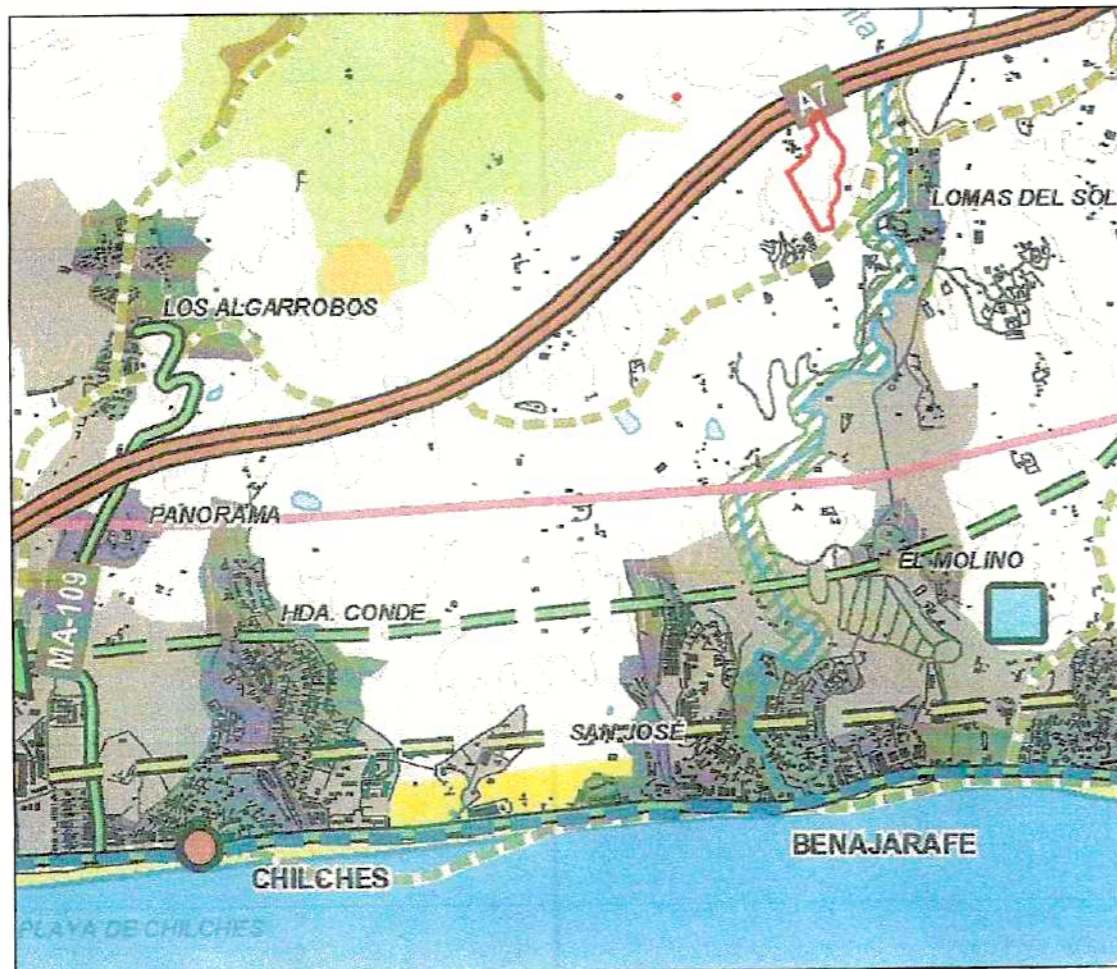 A7
LOMAS DEL SOL
LOS ALGARROBOS
PANORAMA
MA-109
HDA. CONDE
EL MOLINO
SAN JOSÉ
BENAJARAFE
CHILCHES
PLAYA DE CHILCHES